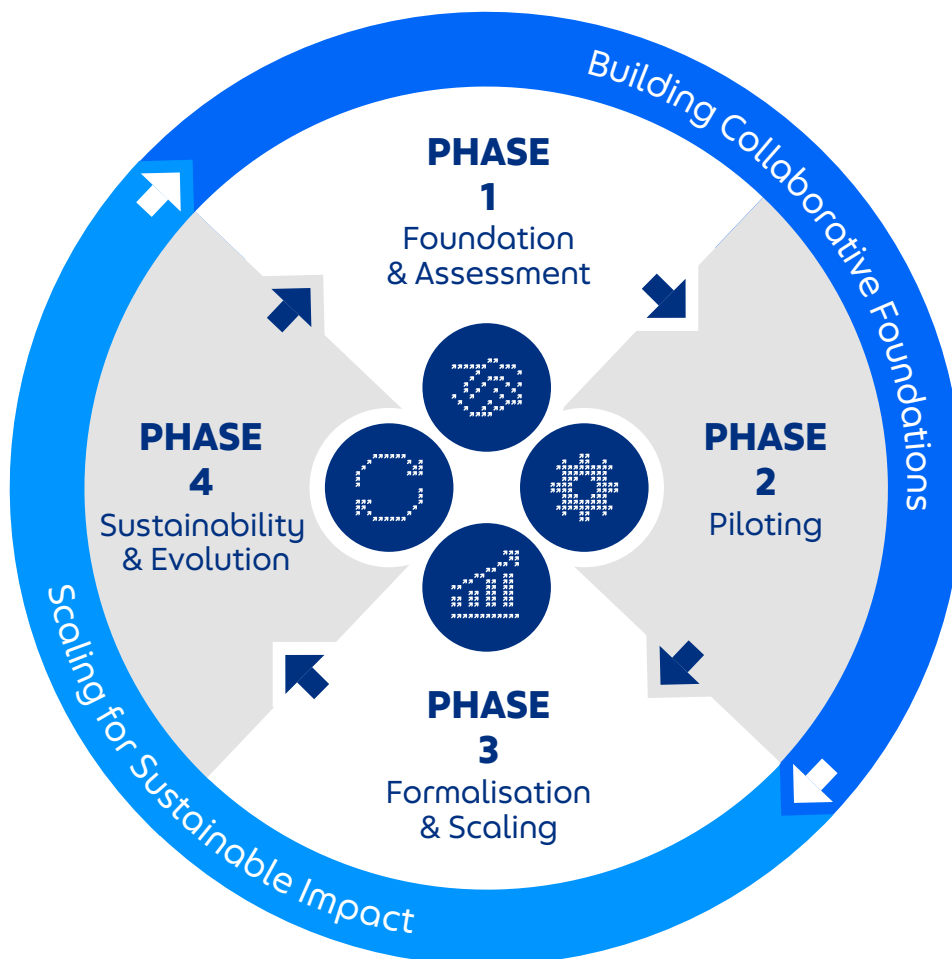 Building Collaborative Foundations
PHASE
1
Foundation
& Assessment
PHASE
2
Piloting
PHASE
3
Formalisation
& Scaling
PHASE
4
Sustainability
& Evolution
Scaling for Sustainable Impact